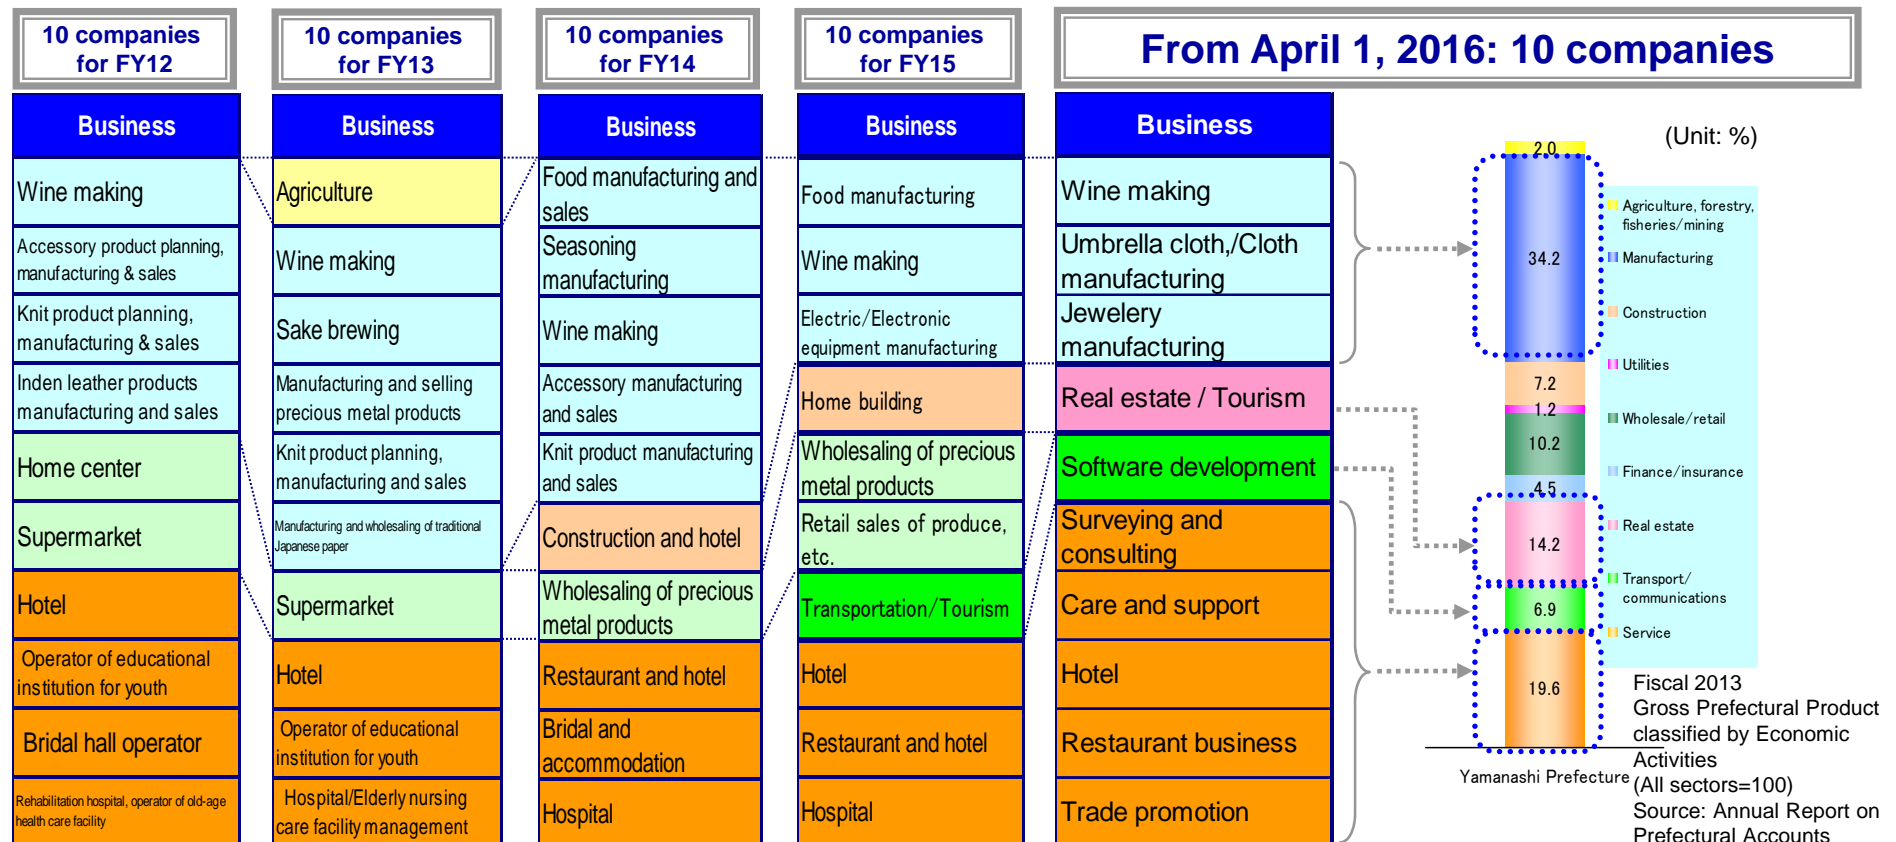 10 companies
for FY12
Business
Wine making
Accessory product planning,
manufacturing & sales
Knit product planning,
manufacturing & sales
Inden leather products
manufacturing and sales
Home center
Supermarket
Hotel
Operator of educational
institution for youth
Bridal hall operator
Rehabilitation hospital, operator of old-age
health care facility
10 companies
for FY13
Business
Agriculture
Wine making
Sake brewing
Manufacturing and selling
precious metal products
Knit product planning,
manufacturing and sales
Manufacturing and wholesaling of traditional
Japanese paper
Supermarket
Hotel
Operator of educational
institution for youth
Hospital/Elderly nursing
care facility management
10 companies
for FY14
Business
Food manufacturing and
sales
Seasoning
manufacturing
Wine making
Accessory manufacturing
and sales
Knit product manufacturing
and sales
Construction and hotel
Wholesaling of precious
metal products
Restaurant and hotel
Bridal and
accommodation
Hospital
10 companies
for FY15
Business
Food manufacturing
Wine making
Electric/Electronic
equipment manufacturing
Home building
Wholesaling of precious
metal products
Retail sales of produce,
etc.
Transportation/Tourism
Hotel
Restaurant and hotel
Hospital
From April 1, 2016: 10 companies
Business
Wine making
Umbrella cloth,/Cloth
manufacturing
Jewelery
manufacturing
Real estate / Tourism
Software development
Surveying and
consulting
Care and support
Hotel
Restaurant business
Trade promotion
(Unit: %)
2.0
34.2
7.2
1.2
10.2
4.5
14.2
6.9
19.6
Yamanashi Prefecture
Agriculture, forestry,
fisheries/mining
Manufacturing
Construction
Utilities
Wholesale/retail
Finance/insurance
Real estate
Transport/
communications
Service
Fiscal 2013
Gross Prefectural Product
classified by Economic
Activities
(All sectors=100)
Source: Annual Report on
Prefectural Accounts